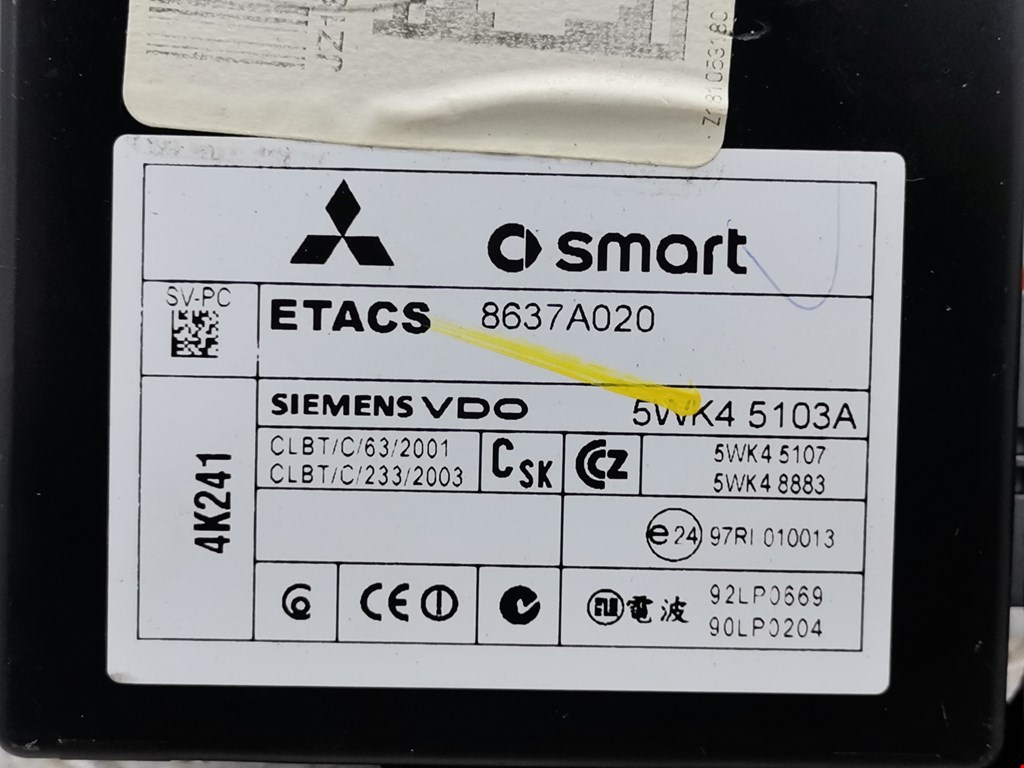 smart
SV-PC
ETACS 8637A020
SIEMENS VDO 5WK4 5103A
4K241
CLBT/C/63/2001
CLBT/C/233/2003
CSK
CCZ
5WK4 5107
5WK4 8883
e24 97RI 010013
CE
電波
92LP0669
90LP0204